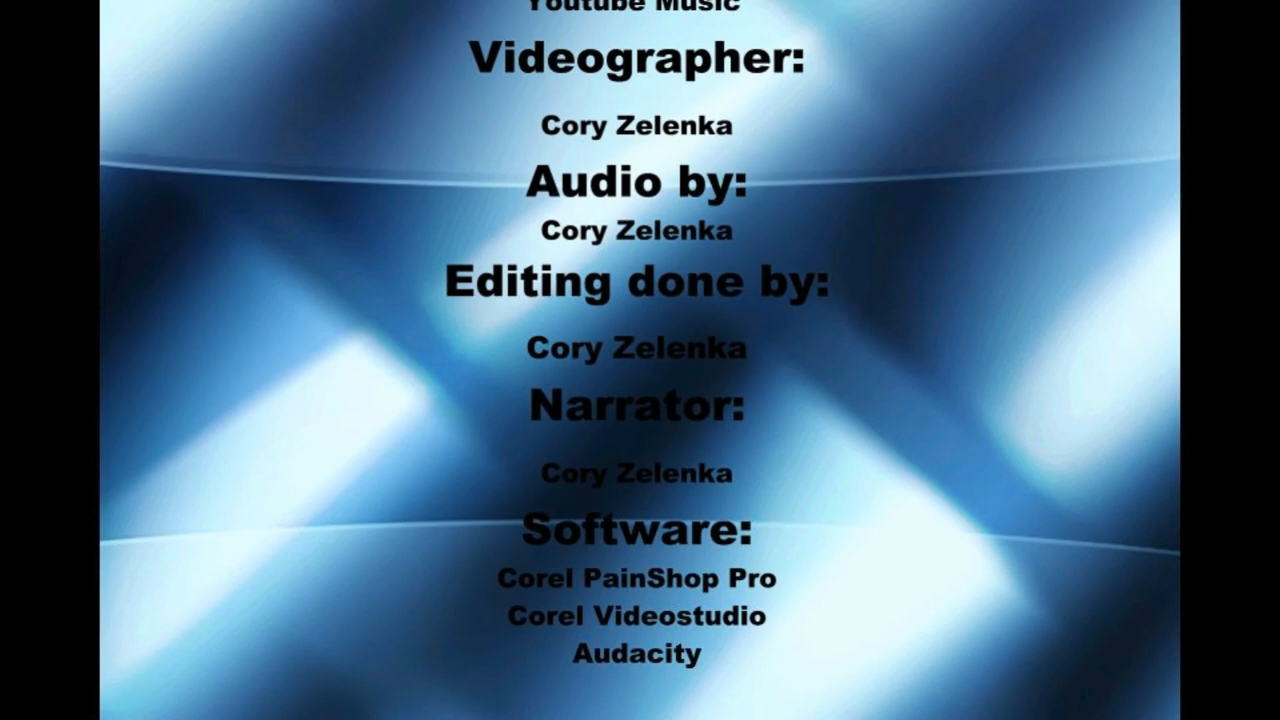 Youtube Music
Videographer:
Cory Zelenka
Audio by:
Cory Zelenka
Editing done by:
Cory Zelenka
Narrator:
Cory Zelenka
Software:
Corel PainShop Pro
Corel Videostudio
Audacity